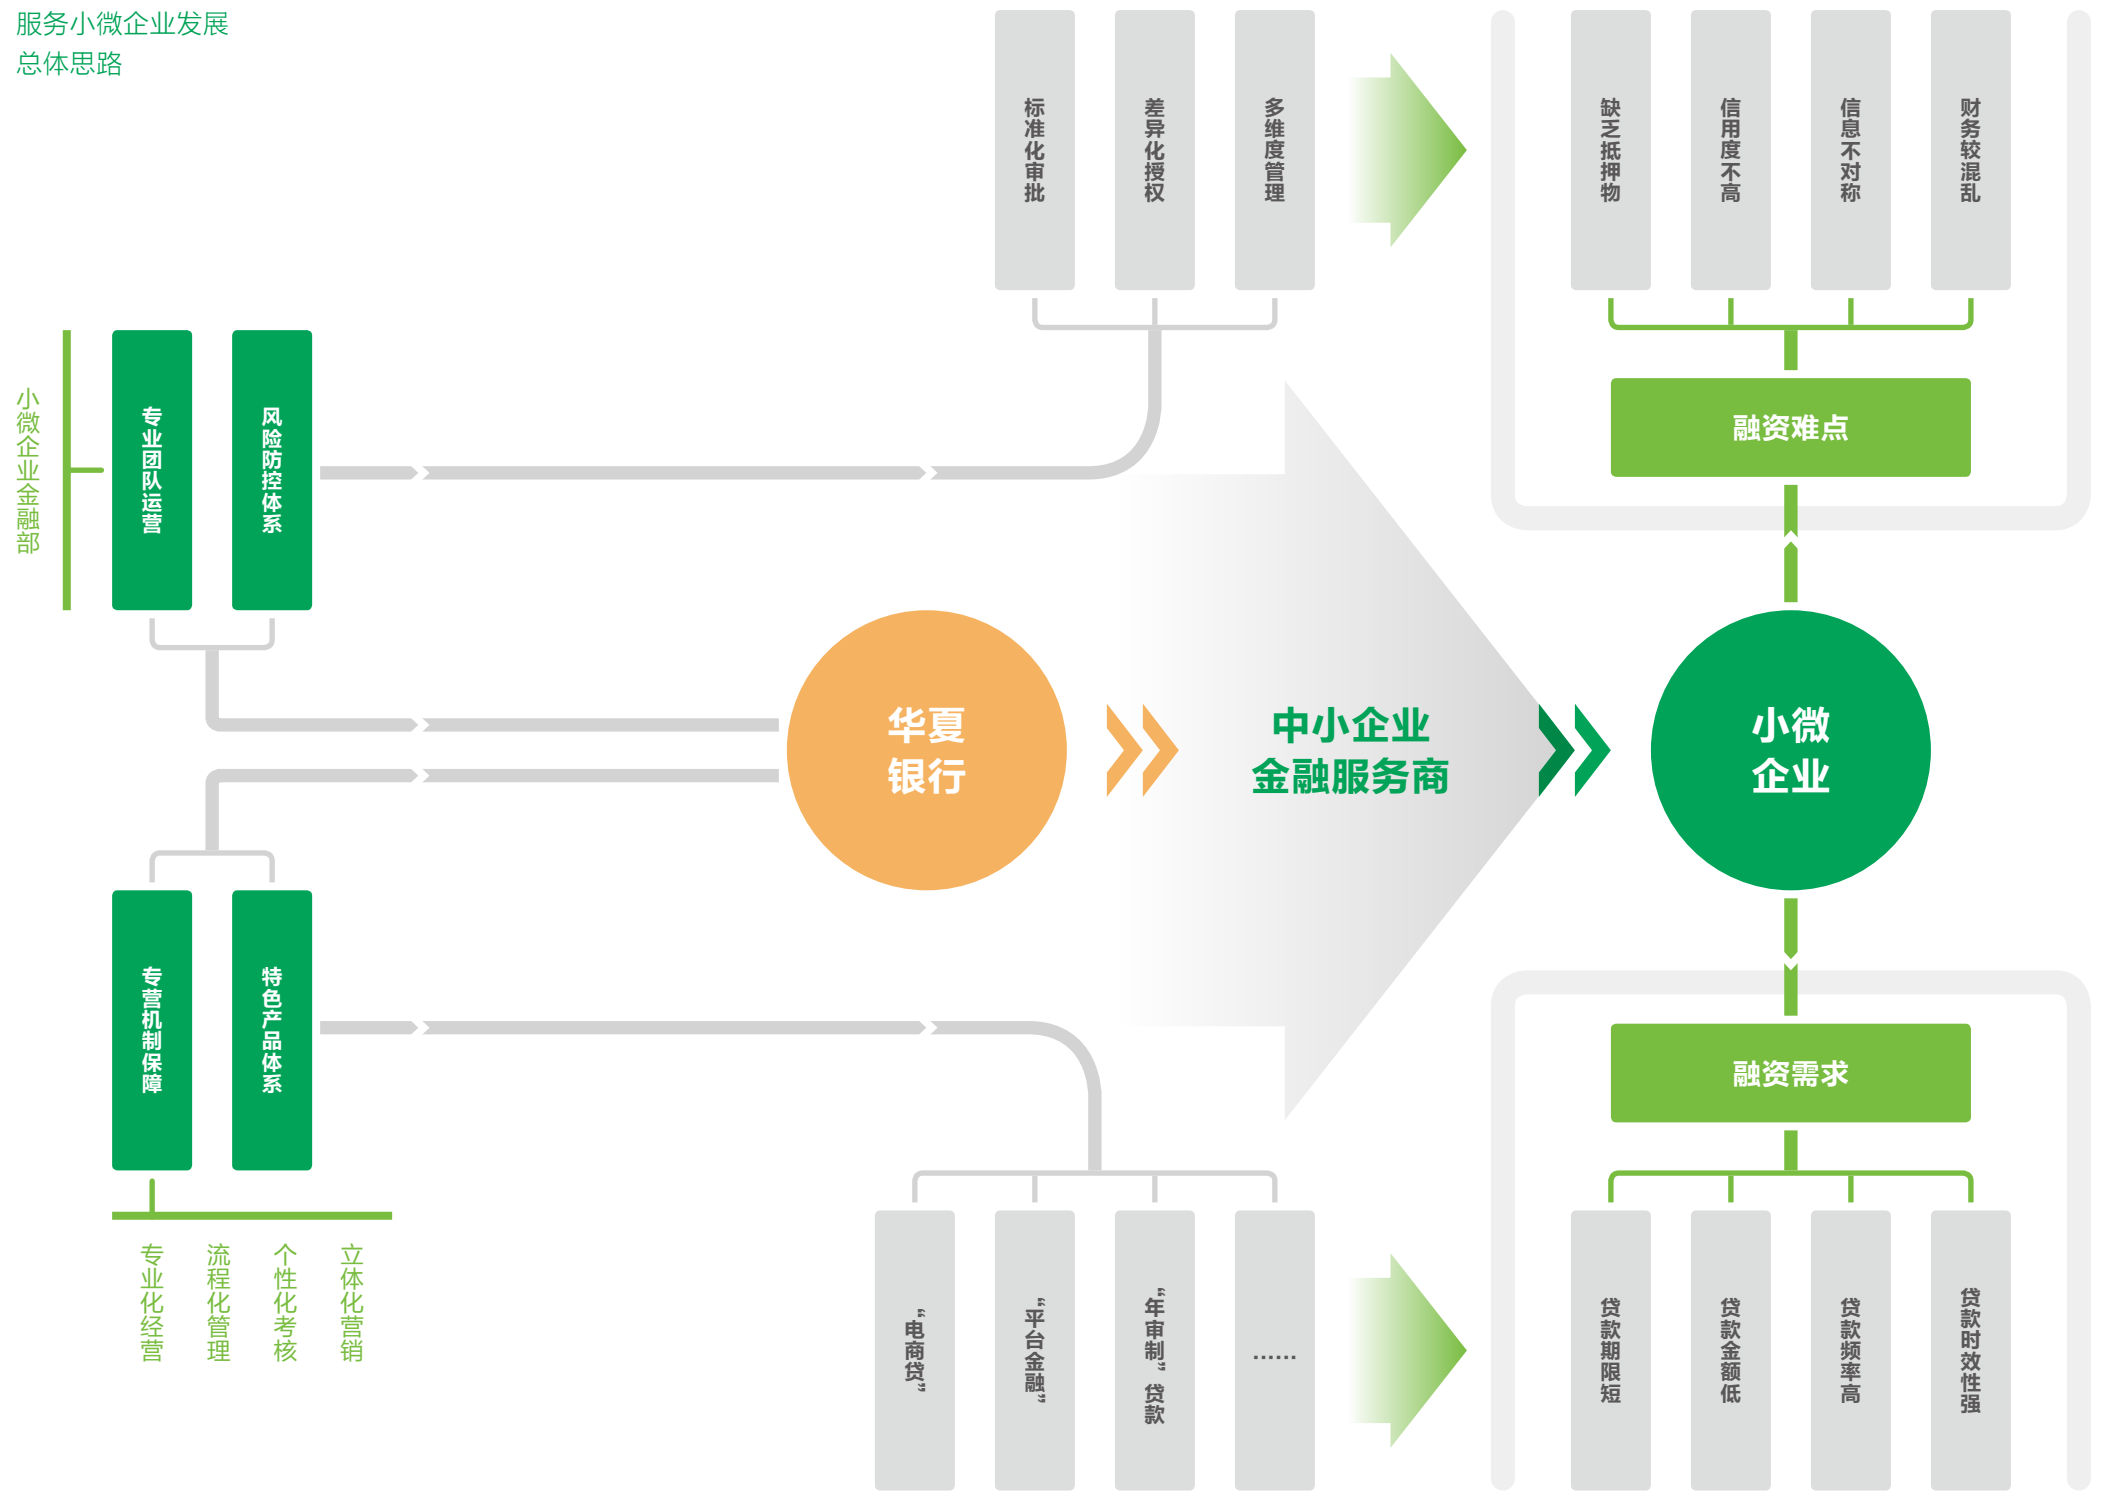 服务小微企业发展
总体思路
标准化审批
差异化授权
多维度管理
缺乏抵押物
信用度不高
信息不对称
财务较混乱
融资难点
小微企业金融部
专业团队运营
风险防控体系
华夏
银行
中小企业
金融服务商
小微
企业
专营机制保障
特色产品体系
融资需求
专业化经营
流程化管理
个性化考核
立体化营销
”电商贷”
”平台金融”
”年审制”贷款
……
贷款期限短
贷款金额低
贷款频率高
贷款时效性强